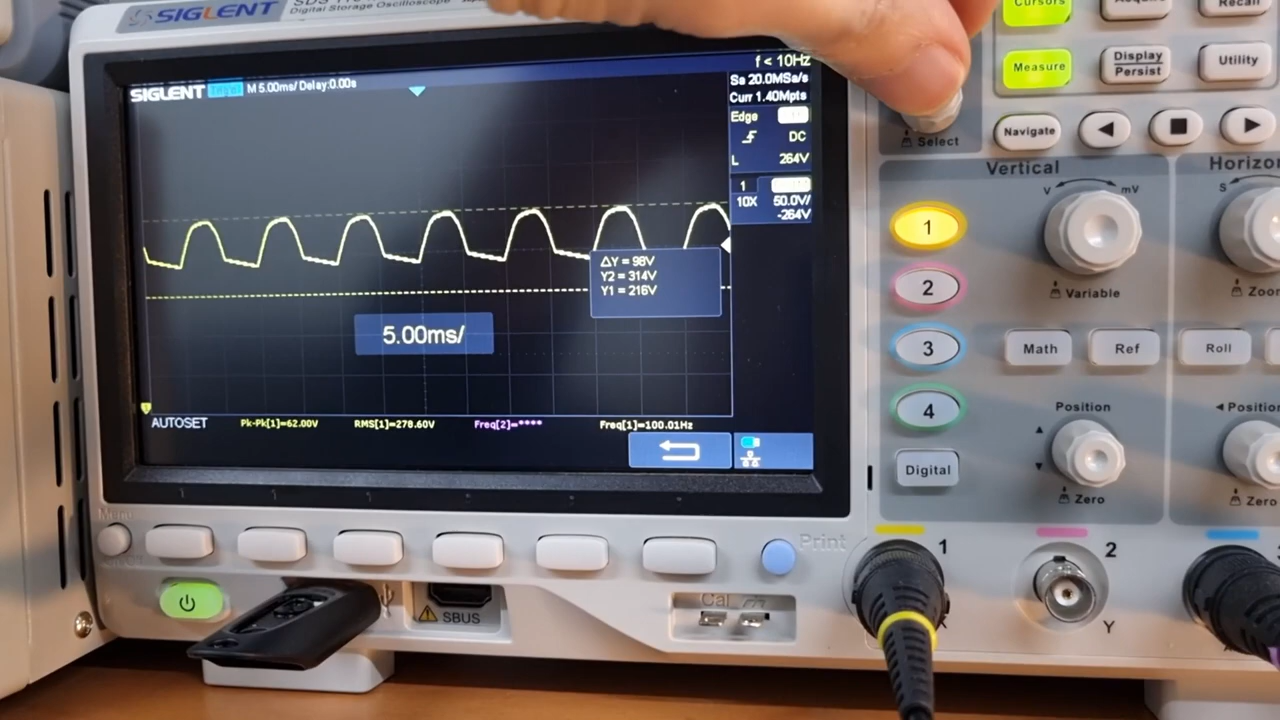 SIGLENT
Digital Storage Oscilloscope
f < 10Hz
SIGLENT M 5.00ms/ Delay:0.00s
Sa 20.0MSa/s
Curr 1.40Mpts
Edge
DC
L 264V
1
10X 50.0V/
-264V
ΔY = 98V
Y2 = 314V
Y1 = 216V
5.00ms/
1
AUTOSET Pk-Pk[1]=62.00V RMS[1]=278.60V Freq[2]=**** Freq[1]=100.01Hz
Menu
Print
SBUS
Cal
Cursors
Recall
Measure
Display
Persist
Utility
Select
Navigate
Vertical
V mV
1
Variable
2
3
Math
Ref
Roll
4
Position
Position
Digital
Zero
Zero
S
1
2
Y